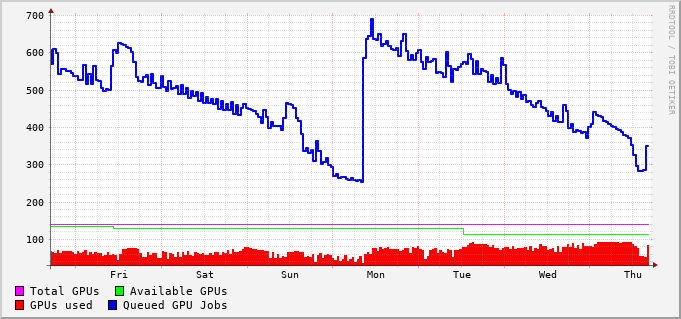 700
600
500
400
300
200
100
Fri Sat Sun Mon Tue Wed Thu
Total GPUs Available GPUs
GPUs used Queued GPU Jobs
RRDTOOL / TOBI OETIKER